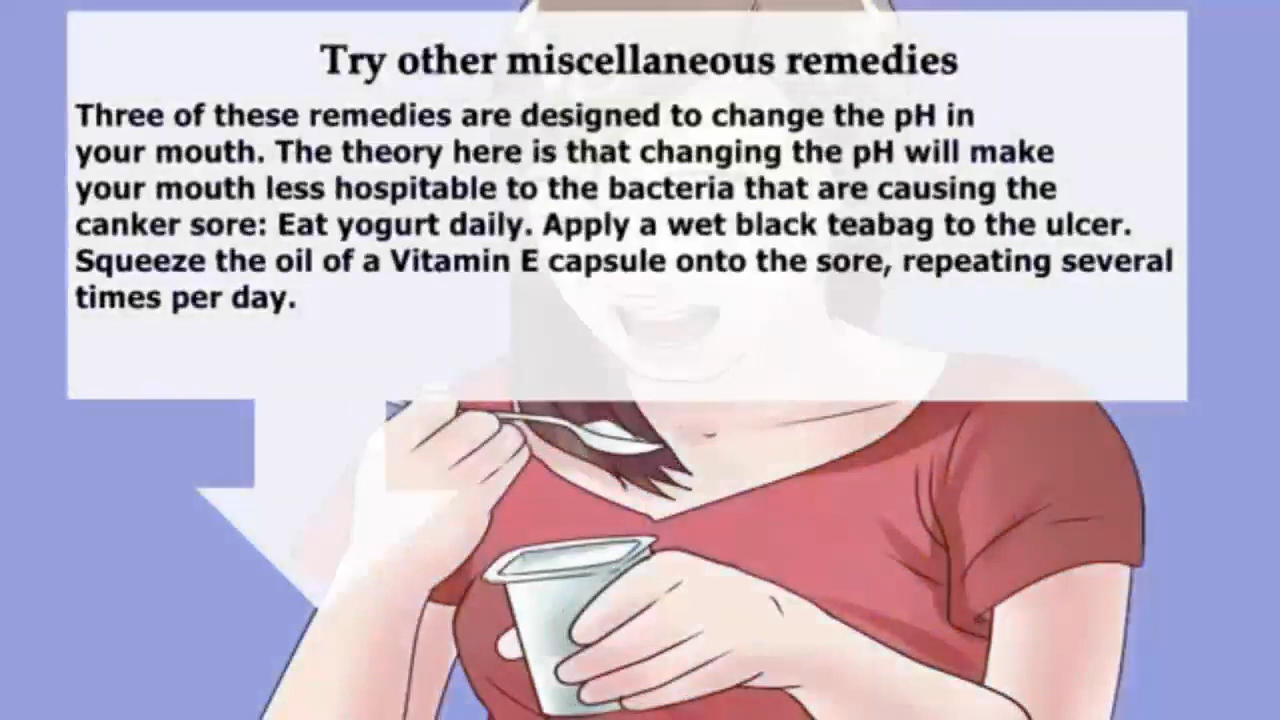 Try other miscellaneous remedies
Three of these remedies are designed to change the pH in
your mouth. The theory here is that changing the pH will make
your mouth less hospitable to the bacteria that are causing the
canker sore: Eat yogurt daily. Apply a wet black teabag to the ulcer.
Squeeze the oil of a Vitamin E capsule onto the sore, repeating several
times per day.